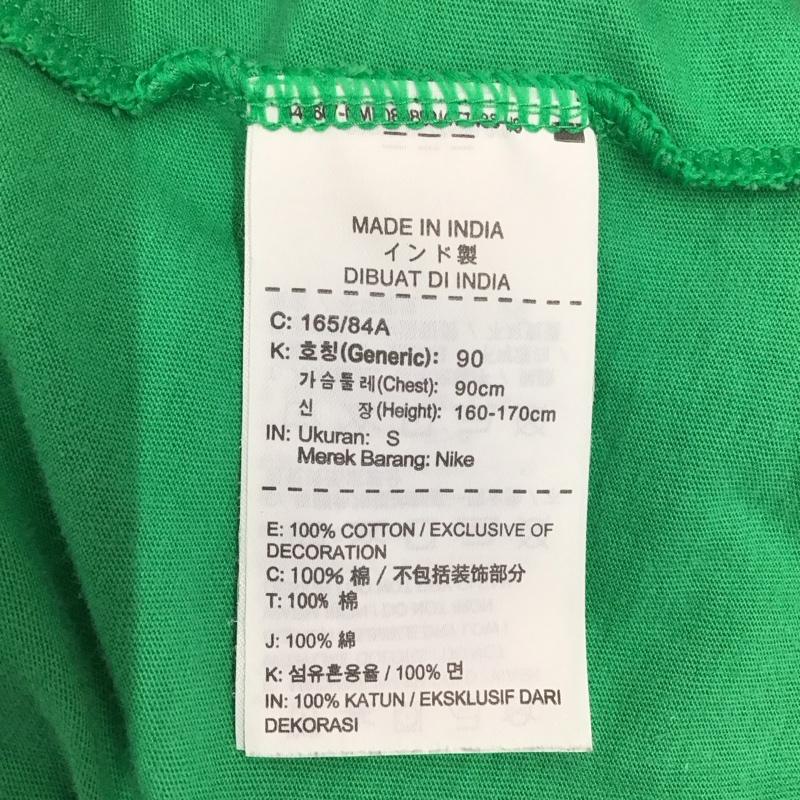 MADE IN INDIA
インド製
DIBUAT DI INDIA
C: 165/84A
K: 호칭(Generic): 90
가슴둘레(Chest): 90cm
신 장(Height): 160-170cm
IN: Ukuran: S
Merek Barang: Nike
E: 100% COTTON / EXCLUSIVE OF
DECORATION
C: 100% 棉 / 不包括装饰部分
T: 100% 棉
J: 100% 綿
K: 섬유혼용율 / 100% 면
IN: 100% KATUN / EKSKLUSIF DARI
DEKORASI